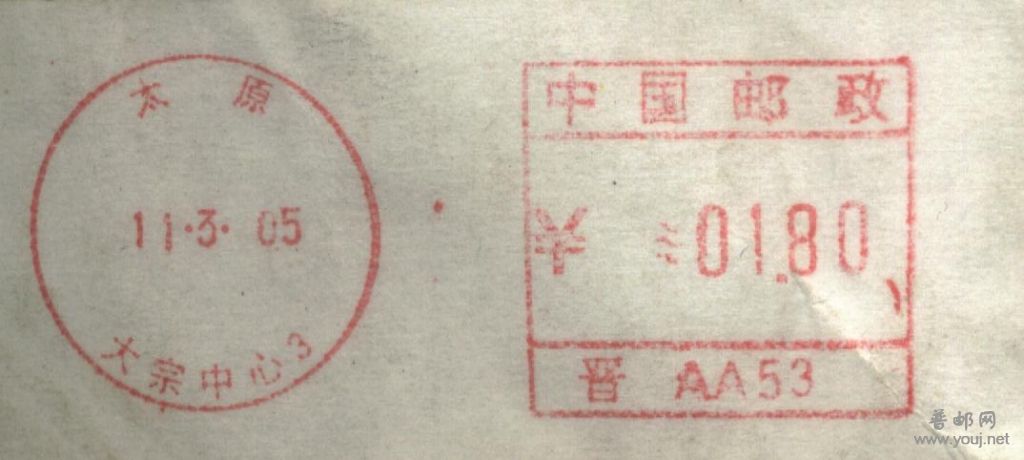 太原
11·3·05
大宗中心3
中国邮政
¥ 01.80
晋 AA53
普邮网
www.youj.net